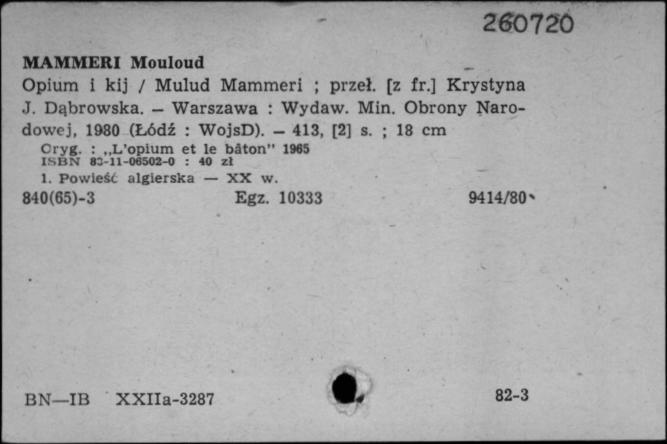 260720
MAMMERI Mouloud
Opium i kij / Mulud Mammeri ; przeł. [z fr.] Krystyna
J. Dąbrowska. — Warszawa : Wydaw. Min. Obrony Naro-
dowej, 1980 (Łódź : WojsD). — 413, [2] s. ; 18 cm
Oryg. : „L'opium et le bâton" 1965
ISBN 83-11-06502-0 : 40 zł
1. Powieść algierska — XX w.
840(65)-3 Egz. 10333 9414/80
BN—IB XXIIa-3287 82-3